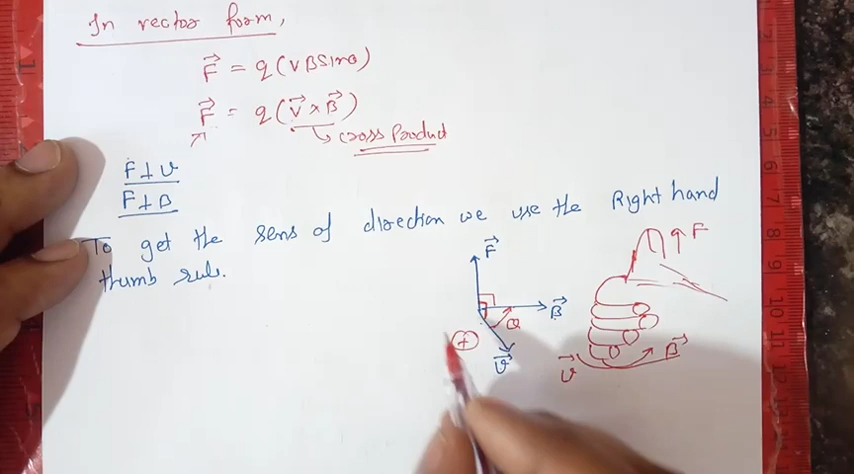 In vector form,
F⃗ = q(VBSinθ)
F⃗ = q(V⃗ × B⃗)
↳ Cross Product
F⊥v
F⊥B
To get the sens of direction we use the Right hand
thumb rule.
F⃗
B⃗
θ
+
v⃗
↑ F
v⃗
B⃗